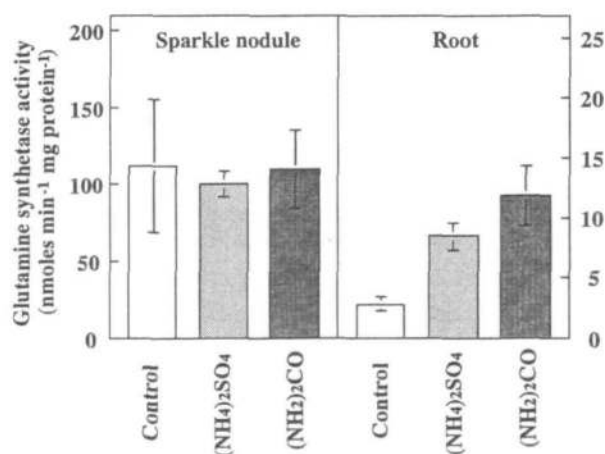 Glutamine synthetase activity
(nmoles min-1 mg protein-1)
200
150
100
50
0
Sparkle nodule
Root
25
20
15
10
5
0
Control
(NH4)2SO4
(NH2)2CO
Control
(NH4)2SO4
(NH2)2CO